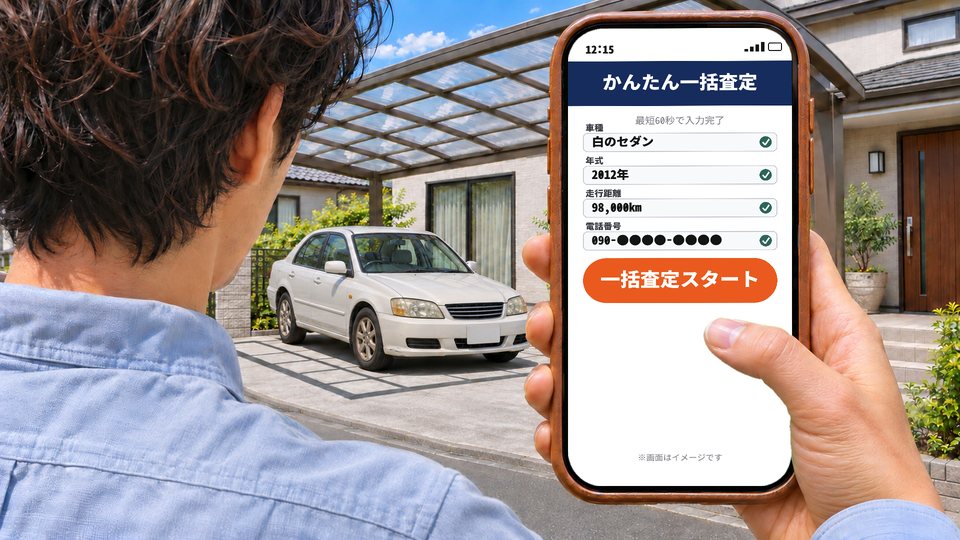 12:15
かんたん一括査定
最短60秒で入力完了
車種
白のセダン
年式
2012年
走行距離
98,000km
電話番号
090-●●●●-●●●●
一括査定スタート
※画面はイメージです